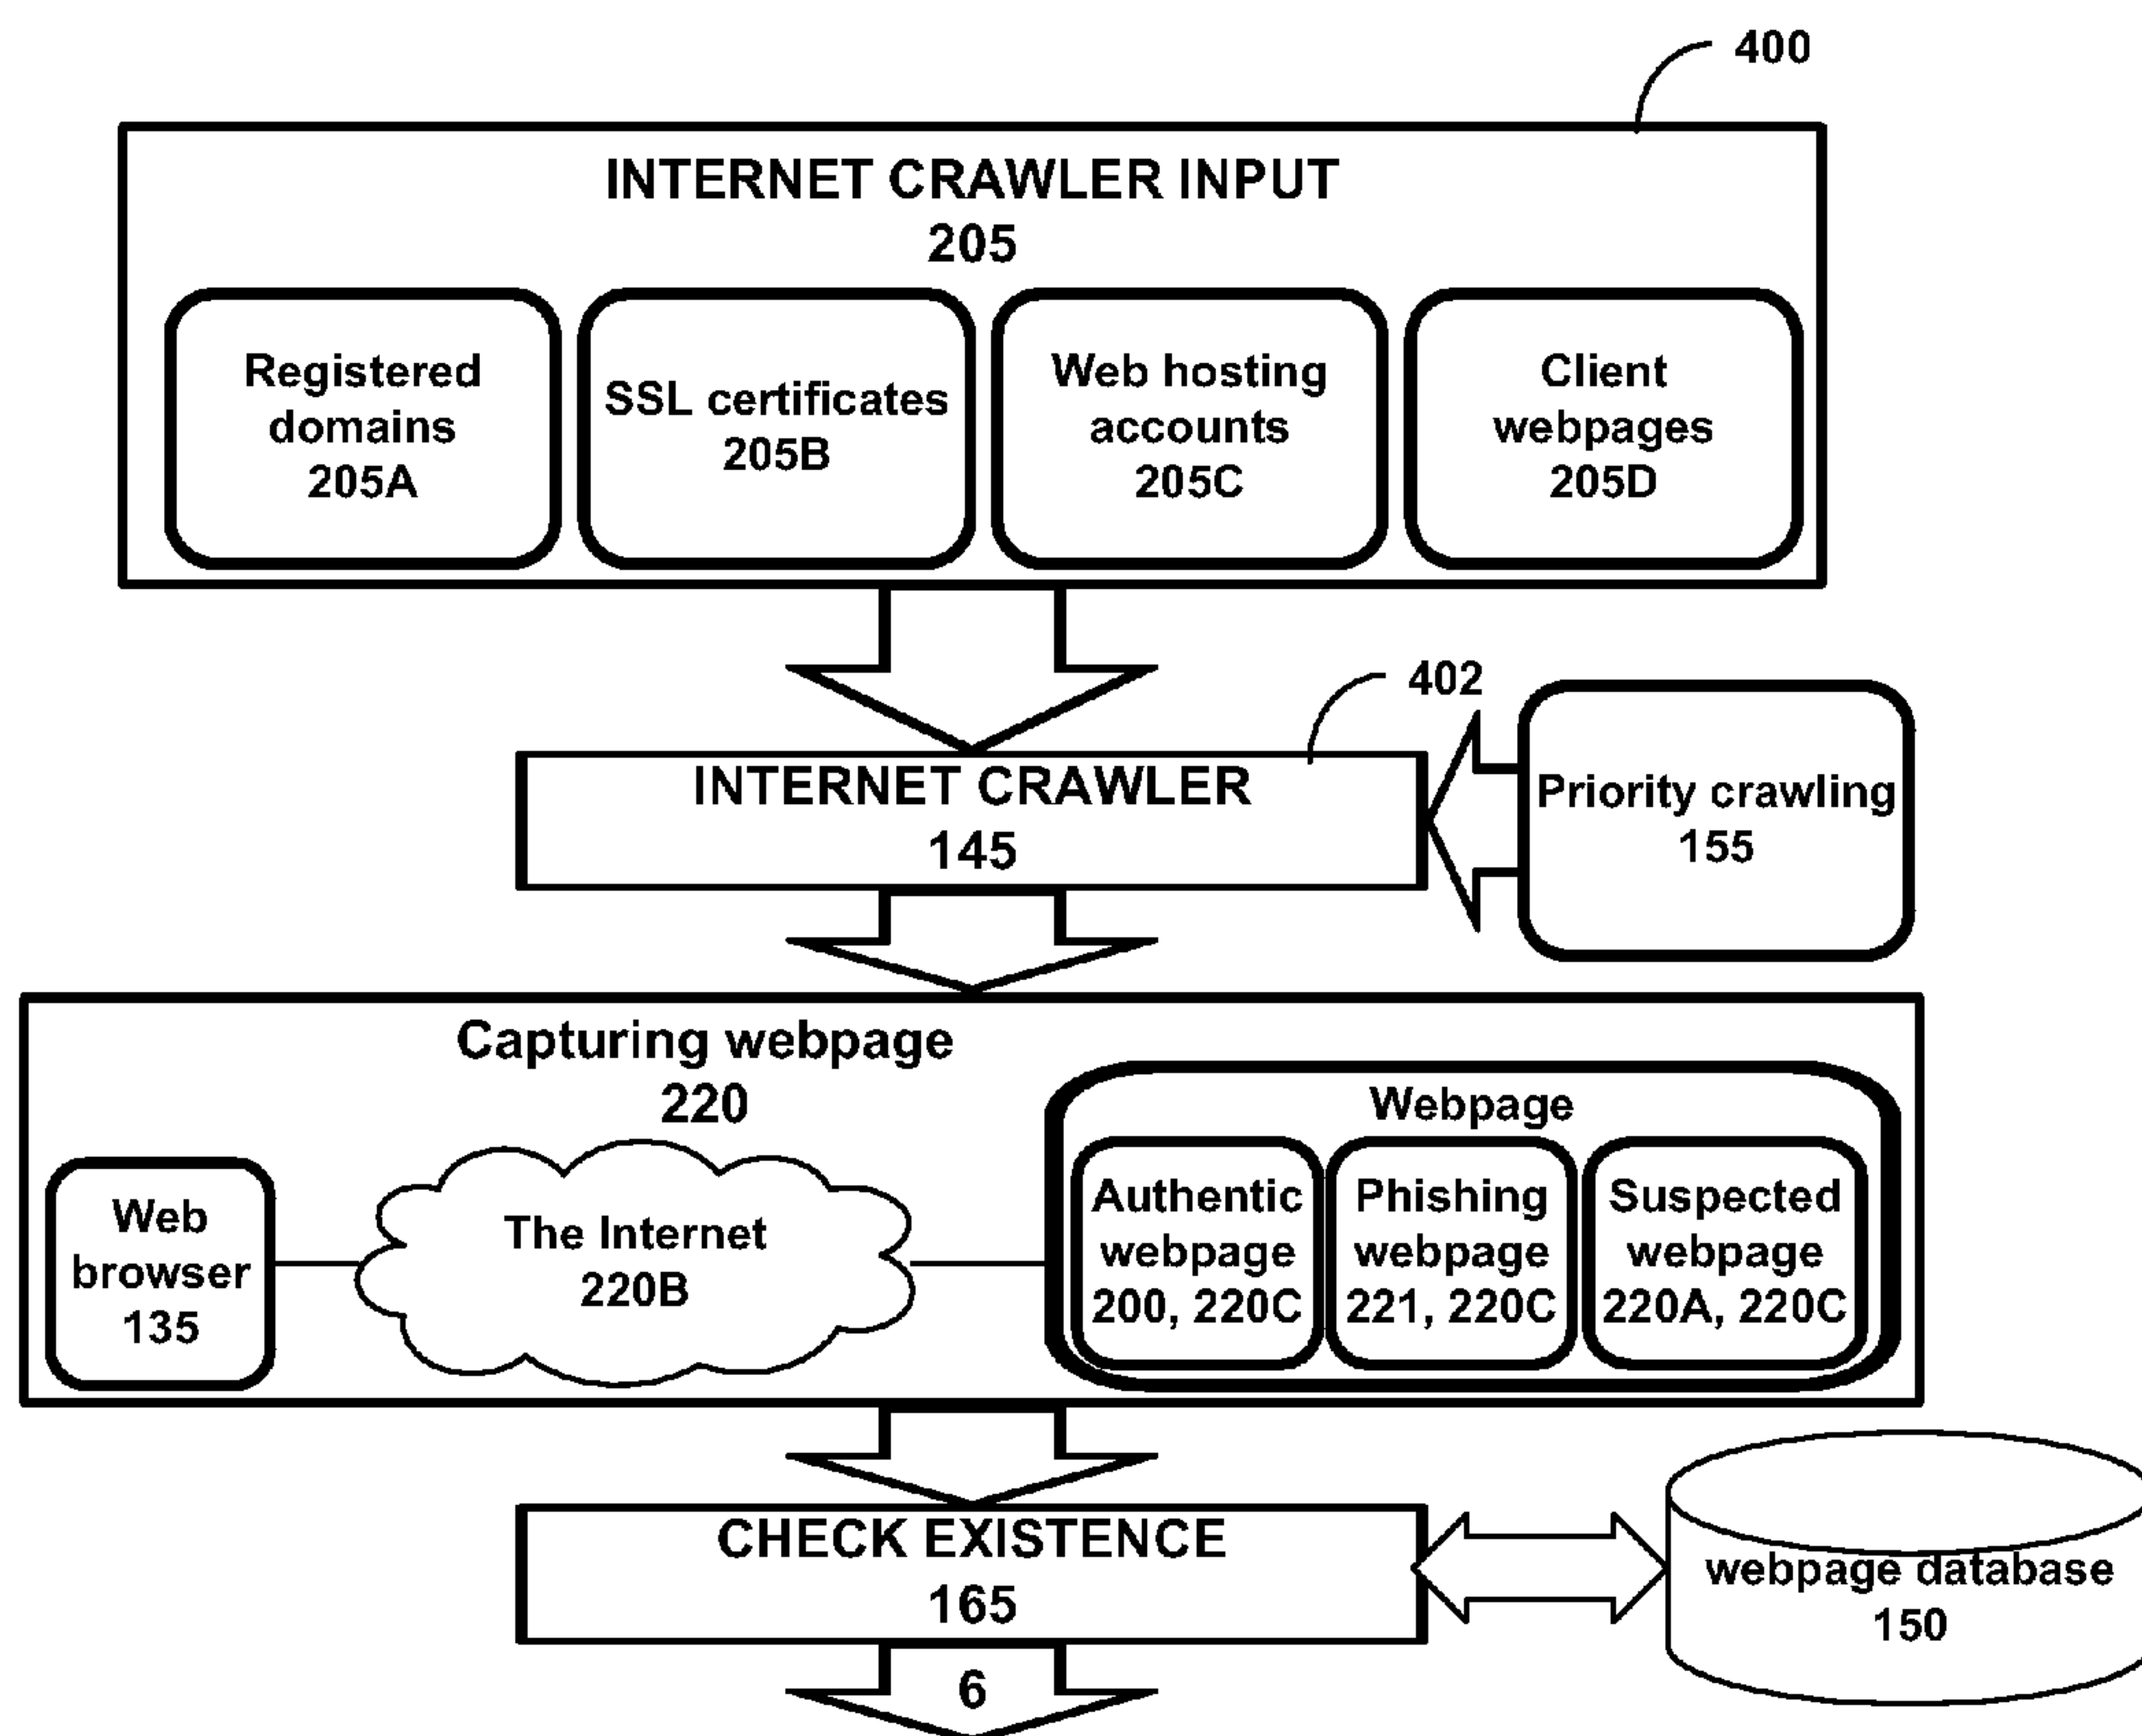 400
INTERNET CRAWLER INPUT
205
Registered
domains
205A
SSL certificates
205B
Web hosting
accounts
205C
Client
webpages
205D
402
INTERNET CRAWLER
145
Priority crawling
155
Capturing webpage
220
Web
browser
135
The Internet
220B
Webpage
Authentic
webpage
200, 220C
Phishing
webpage
221, 220C
Suspected
webpage
220A, 220C
CHECK EXISTENCE
165
webpage database
150
6